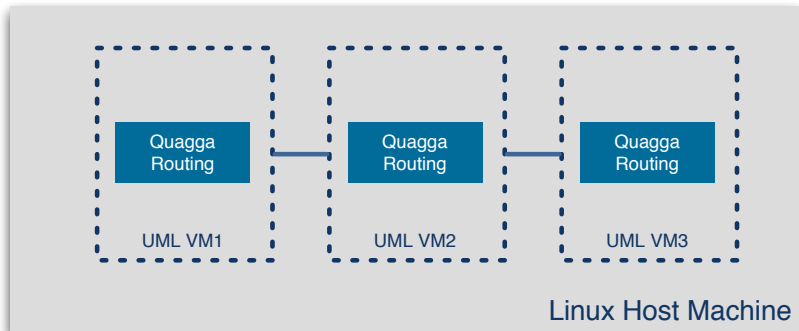 Quagga
Routing
Quagga
Routing
Quagga
Routing
UML VM1
UML VM2
UML VM3
Linux Host Machine